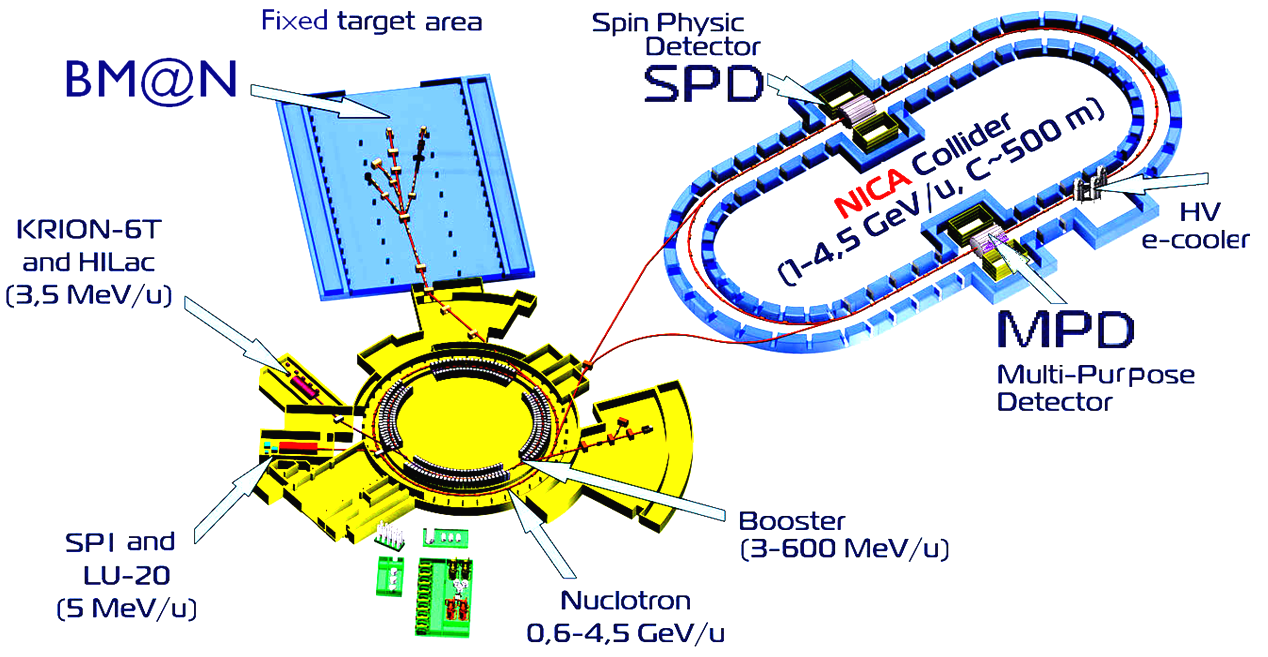 Fixed target area
BM@N
Spin Physic
Detector
SPD
NICA Collider
(1-4,5 GeV/u, C~500 m)
HV
e-cooler
MPD
Multi-Purpose
Detector
KRION-6T
and HILac
(3,5 MeV/u)
SPI and
LU-20
(5 MeV/u)
Booster
(3-600 MeV/u)
Nuclotron
0,6-4,5 GeV/u